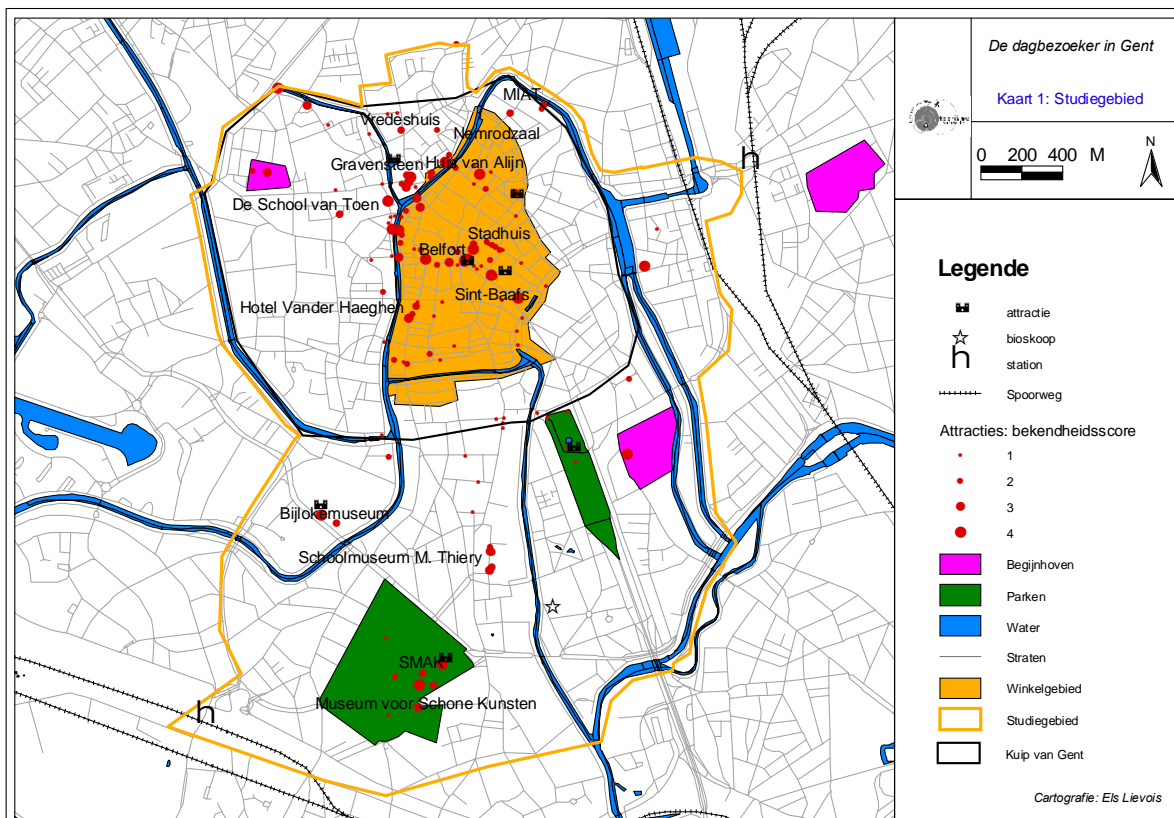 De dagbezoeker in Gent
Kaart 1: Studiegebied
0 200 400 M
N
MIAT
Vredeshuis
Nemrodzaal
h
Gravensteen
Huis van Alijn
De School van Toen
Stadhuis
Belfort
Sint-Baafs
Hotel Vander Haeghen
Bijlokemuseum
Schoolmuseum M. Thiery
SMAK
Museum voor Schone Kunsten
h
Legende
attractie
bioskoop
h station
Spoorweg
Attracties: bekendheidsscore
1
2
3
4
Begijnhoven
Parken
Water
Straten
Winkelgebied
Studiegebied
Kuip van Gent
Cartografie: Els Lievois